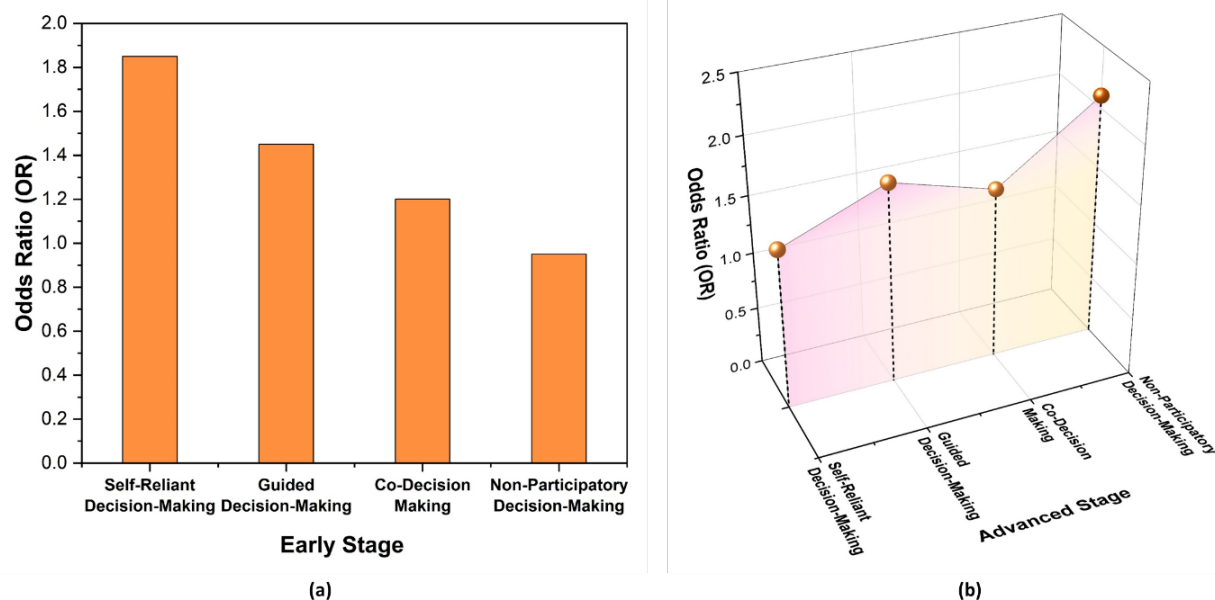 2.0
1.8
1.6
1.4
1.2
1.0
0.8
0.6
0.4
0.2
0.0
Odds Ratio (OR)
Self-Reliant
Decision-Making
Guided
Decision-Making
Co-Decision
Making
Non-Participatory
Decision-Making
Early Stage
(a)
2.5
2.0
1.5
1.0
0.5
0.0
Odds Ratio (OR)
Self-Reliant
Decision-Making
Guided
Decision-Making
Co-Decision
Making
Non-Participatory
Decision-Making
Advanced Stage
(b)